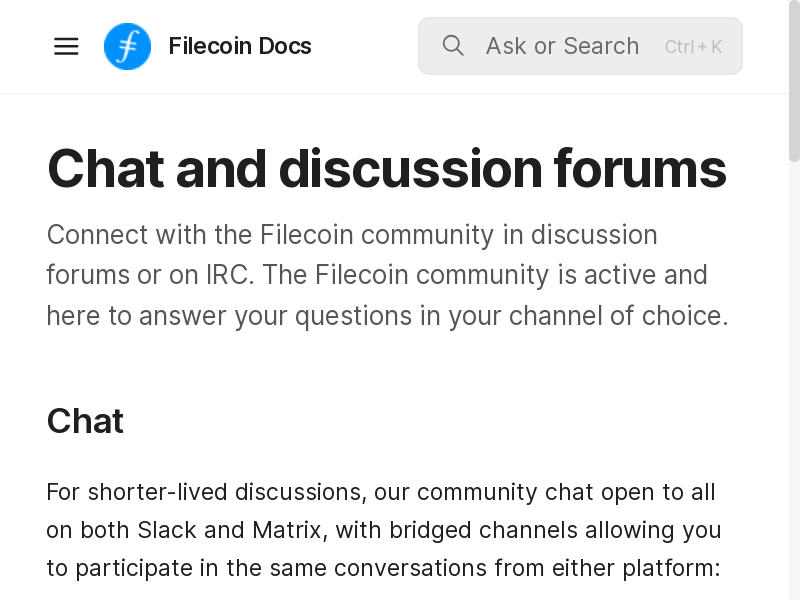 Filecoin Docs
Ask or Search Ctrl + K
Chat and discussion forums
Connect with the Filecoin community in discussion
forums or on IRC. The Filecoin community is active and
here to answer your questions in your channel of choice.
Chat
For shorter-lived discussions, our community chat open to all
on both Slack and Matrix, with bridged channels allowing you
to participate in the same conversations from either platform: